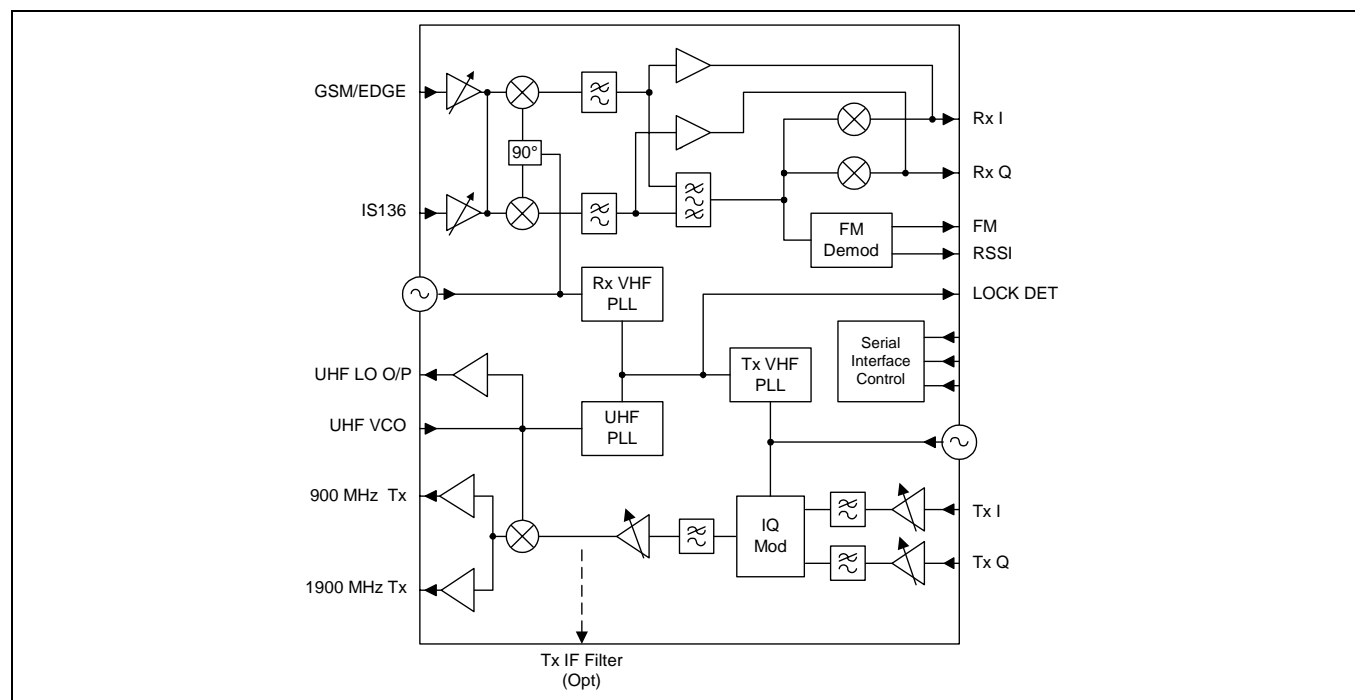 GSM/EDGE
Rx I
90°
Rx Q
IS136
FM
Demod
FM
RSSI
Rx VHF
PLL
LOCK DET
Serial
Interface
Control
Tx VHF
PLL
UHF LO O/P
UHF VCO
UHF
PLL
900 MHz Tx
IQ
Mod
Tx I
Tx Q
1900 MHz Tx
Tx IF Filter
(Opt)